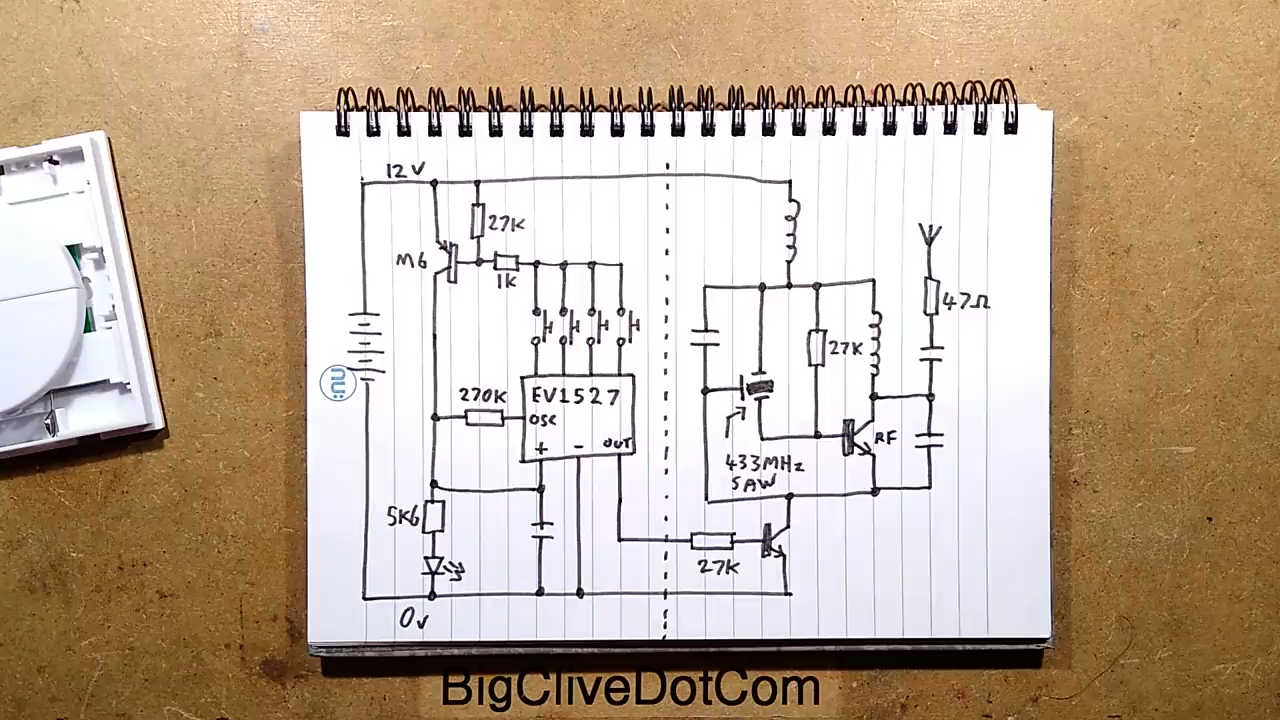 12V
27K
M6
1K
47Ω
27K
270K
EV1527
OSC
+ - OUT
RF
433MHz
SAW
5K6
27K
0v
BigCliveDotCom